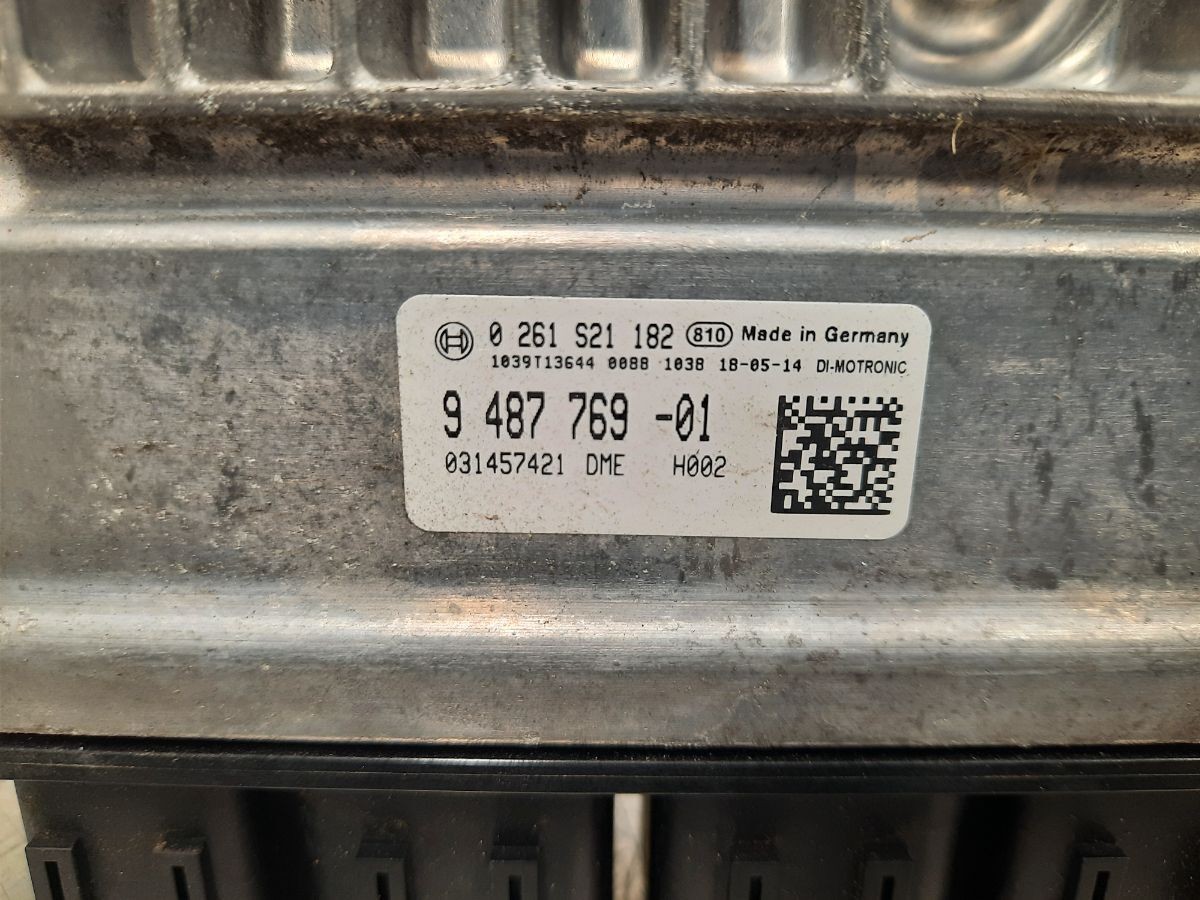 0 261 S21 182 810 Made in Germany
1039T13644 0088 1038 18-05-14 DI-MOTRONIC
9 487 769 -01
031457421 DME H002